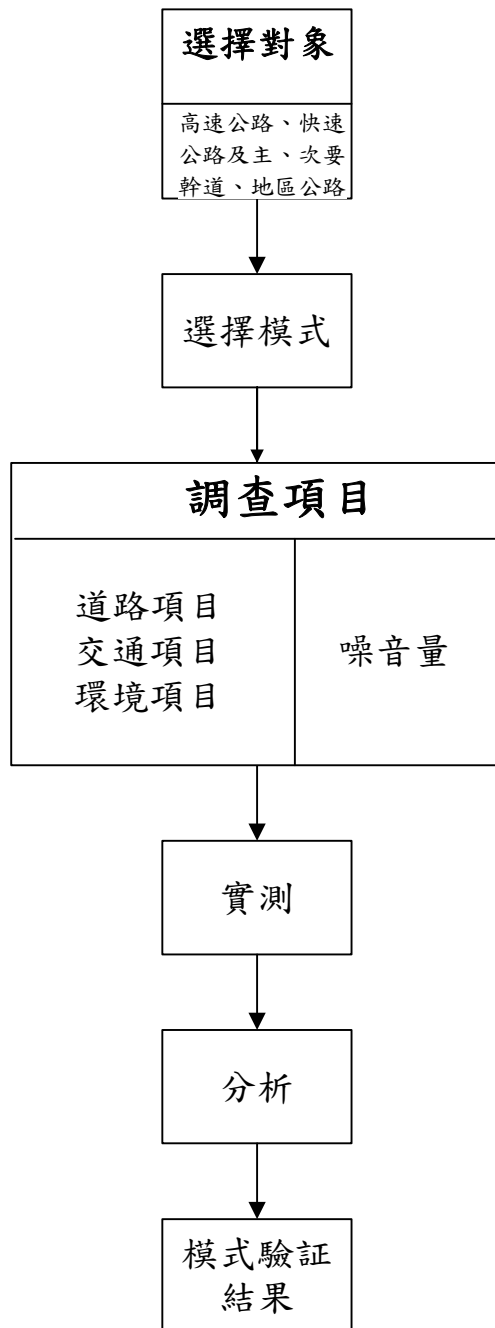 選擇對象
高速公路、快速
公路及主、次要
幹道、地區公路
選擇模式
調查項目
道路項目
交通項目
環境項目
噪音量
實測
分析
模式驗証
結果